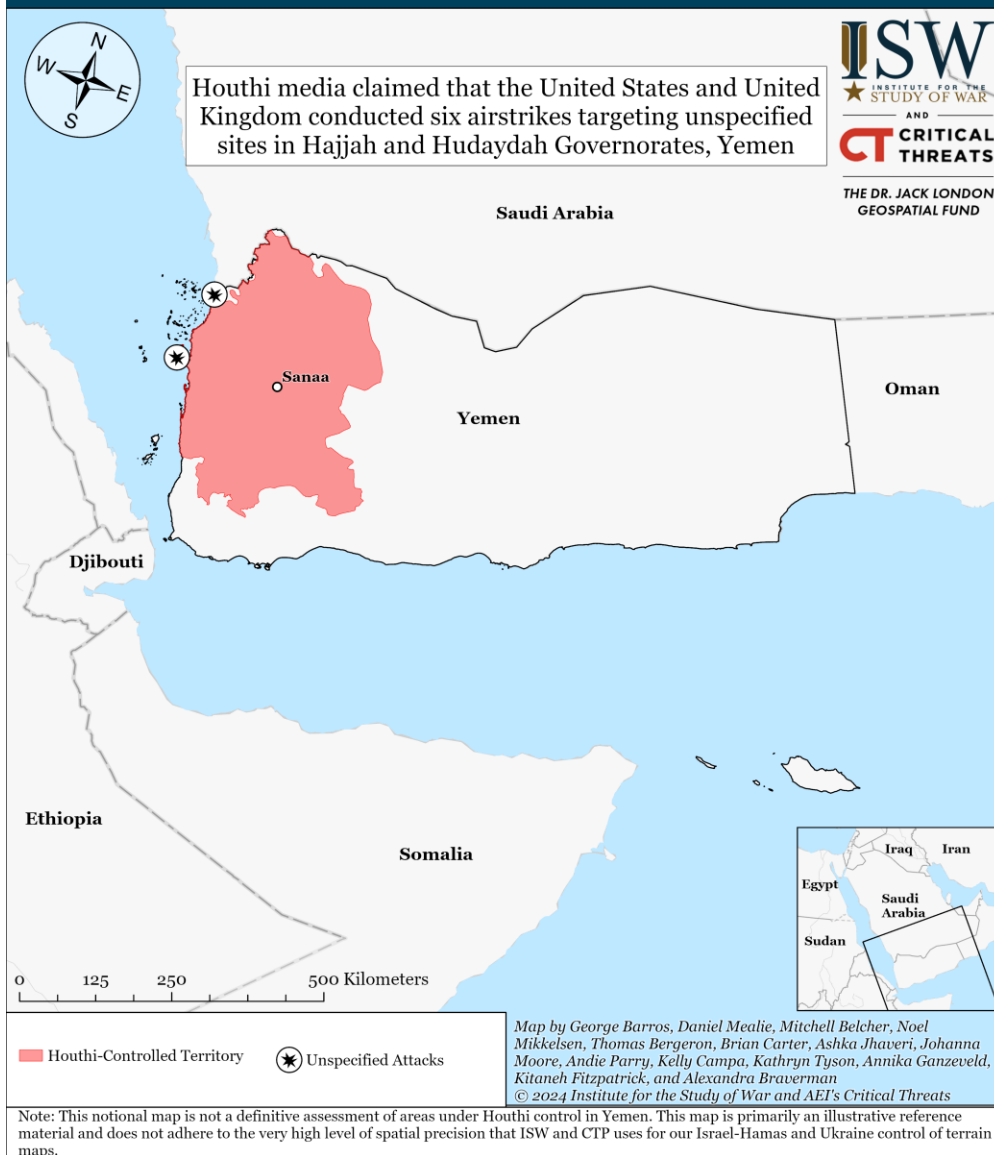 N
W
E
S
Houthi media claimed that the United States and United
Kingdom conducted six airstrikes targeting unspecified
sites in Hajjah and Hudaydah Governorates, Yemen
ISW
INSTITUTE FOR THE
STUDY OF WAR
AND
CT CRITICAL
THREATS
THE DR. JACK LONDON
GEOSPATIAL FUND
Saudi Arabia
Sanaa
Oman
Yemen
Djibouti
Ethiopia
Somalia
Iraq
Iran
Egypt
Saudi
Arabia
Sudan
0 125 250 500 Kilometers
Houthi-Controlled Territory
Unspecified Attacks
Map by George Barros, Daniel Mealie, Mitchell Belcher, Noel
Mikkelsen, Thomas Bergeron, Brian Carter, Ashka Jhaveri, Johanna
Moore, Andie Parry, Kelly Campa, Kathryn Tyson, Annika Ganzeveld,
Kitaneh Fitzpatrick, and Alexandra Braverman
© 2024 Institute for the Study of War and AEI's Critical Threats
Note: This notional map is not a definitive assessment of areas under Houthi control in Yemen. This map is primarily an illustrative reference
material and does not adhere to the very high level of spatial precision that ISW and CTP uses for our Israel-Hamas and Ukraine control of terrain
maps.